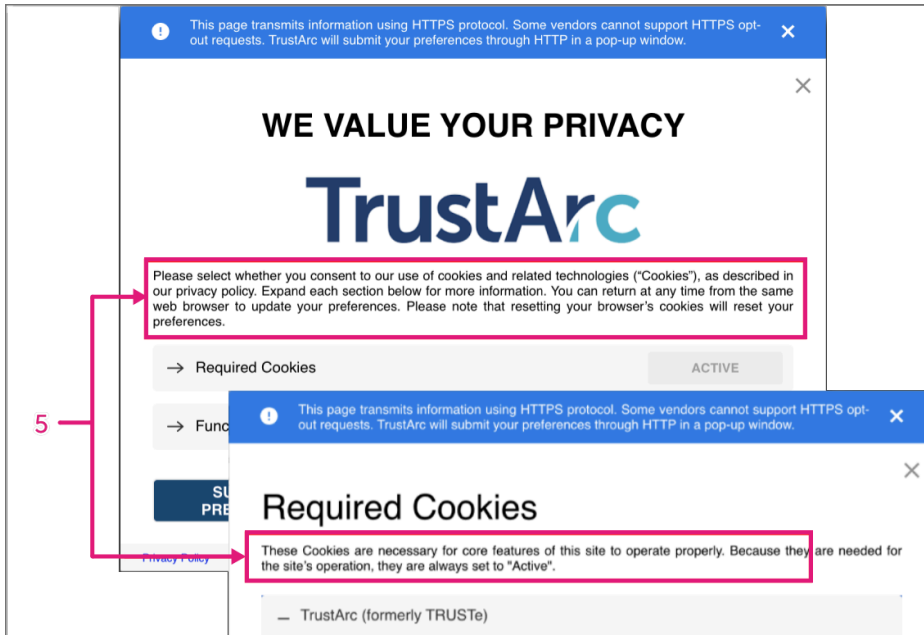 This page transmits information using HTTPS protocol. Some vendors cannot support HTTPS opt-
out requests. TrustArc will submit your preferences through HTTP in a pop-up window.
WE VALUE YOUR PRIVACY
TrustArc
Please select whether you consent to our use of cookies and related technologies (“Cookies”), as described in
our privacy policy. Expand each section below for more information. You can return at any time from the same
web browser to update your preferences. Please note that resetting your browser’s cookies will reset your
preferences.
→ Required Cookies ACTIVE
→ Func
5
SU
PRE
Privacy Policy
This page transmits information using HTTPS protocol. Some vendors cannot support HTTPS opt-
out requests. TrustArc will submit your preferences through HTTP in a pop-up window.
Required Cookies
These Cookies are necessary for core features of this site to operate properly. Because they are needed for
the site’s operation, they are always set to "Active".
– TrustArc (formerly TRUSTe)